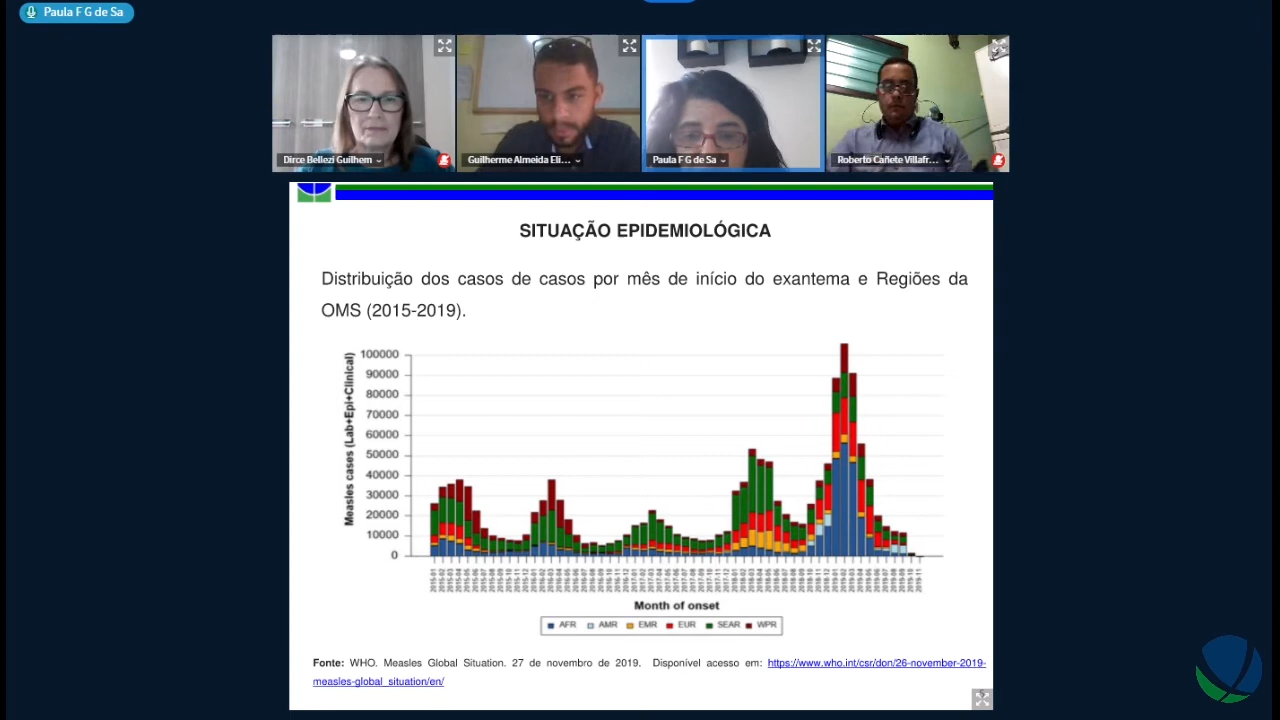 Paula F G de Sa
Dirce Bellezi Guilhem
Guilherme Almeida Eli...
Paula F G de Sa
Roberto Cañete Villafr...
SITUAÇÃO EPIDEMIOLÓGICA
Distribuição dos casos de casos por mês de início do exantema e Regiões da
OMS (2015-2019).
Measles cases (Lab+Epi+Clinical)
100000
90000
80000
70000
60000
50000
40000
30000
20000
10000
0
Month of onset
AFR AMR EMR EUR SEAR WPR
Fonte: WHO. Measles Global Situation. 27 de novembro de 2019. Disponível acesso em: https://www.who.int/csr/don/26-november-2019-
measles-global_situation/en/